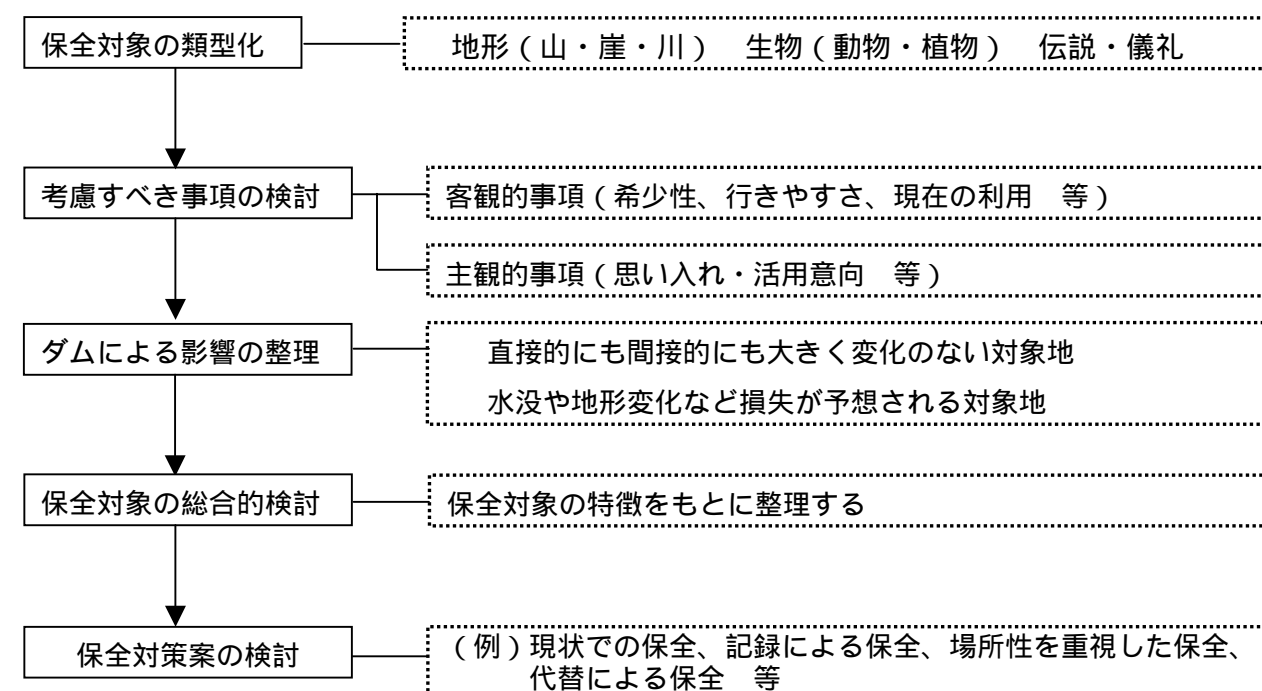 保全対象の類型化
地形（山・崖・川）　生物（動物・植物）　伝説・儀礼
考慮すべき事項の検討
客観的事項（希少性、行きやすさ、現在の利用　等）
主観的事項（思い入れ・活用意向　等）
ダムによる影響の整理
直接的にも間接的にも大きく変化のない対象地
水没や地形変化など損失が予想される対象地
保全対象の総合的検討
保全対象の特徴をもとに整理する
保全対策案の検討
（例）現状での保全、記録による保全、場所性を重視した保全、
代替による保全　等